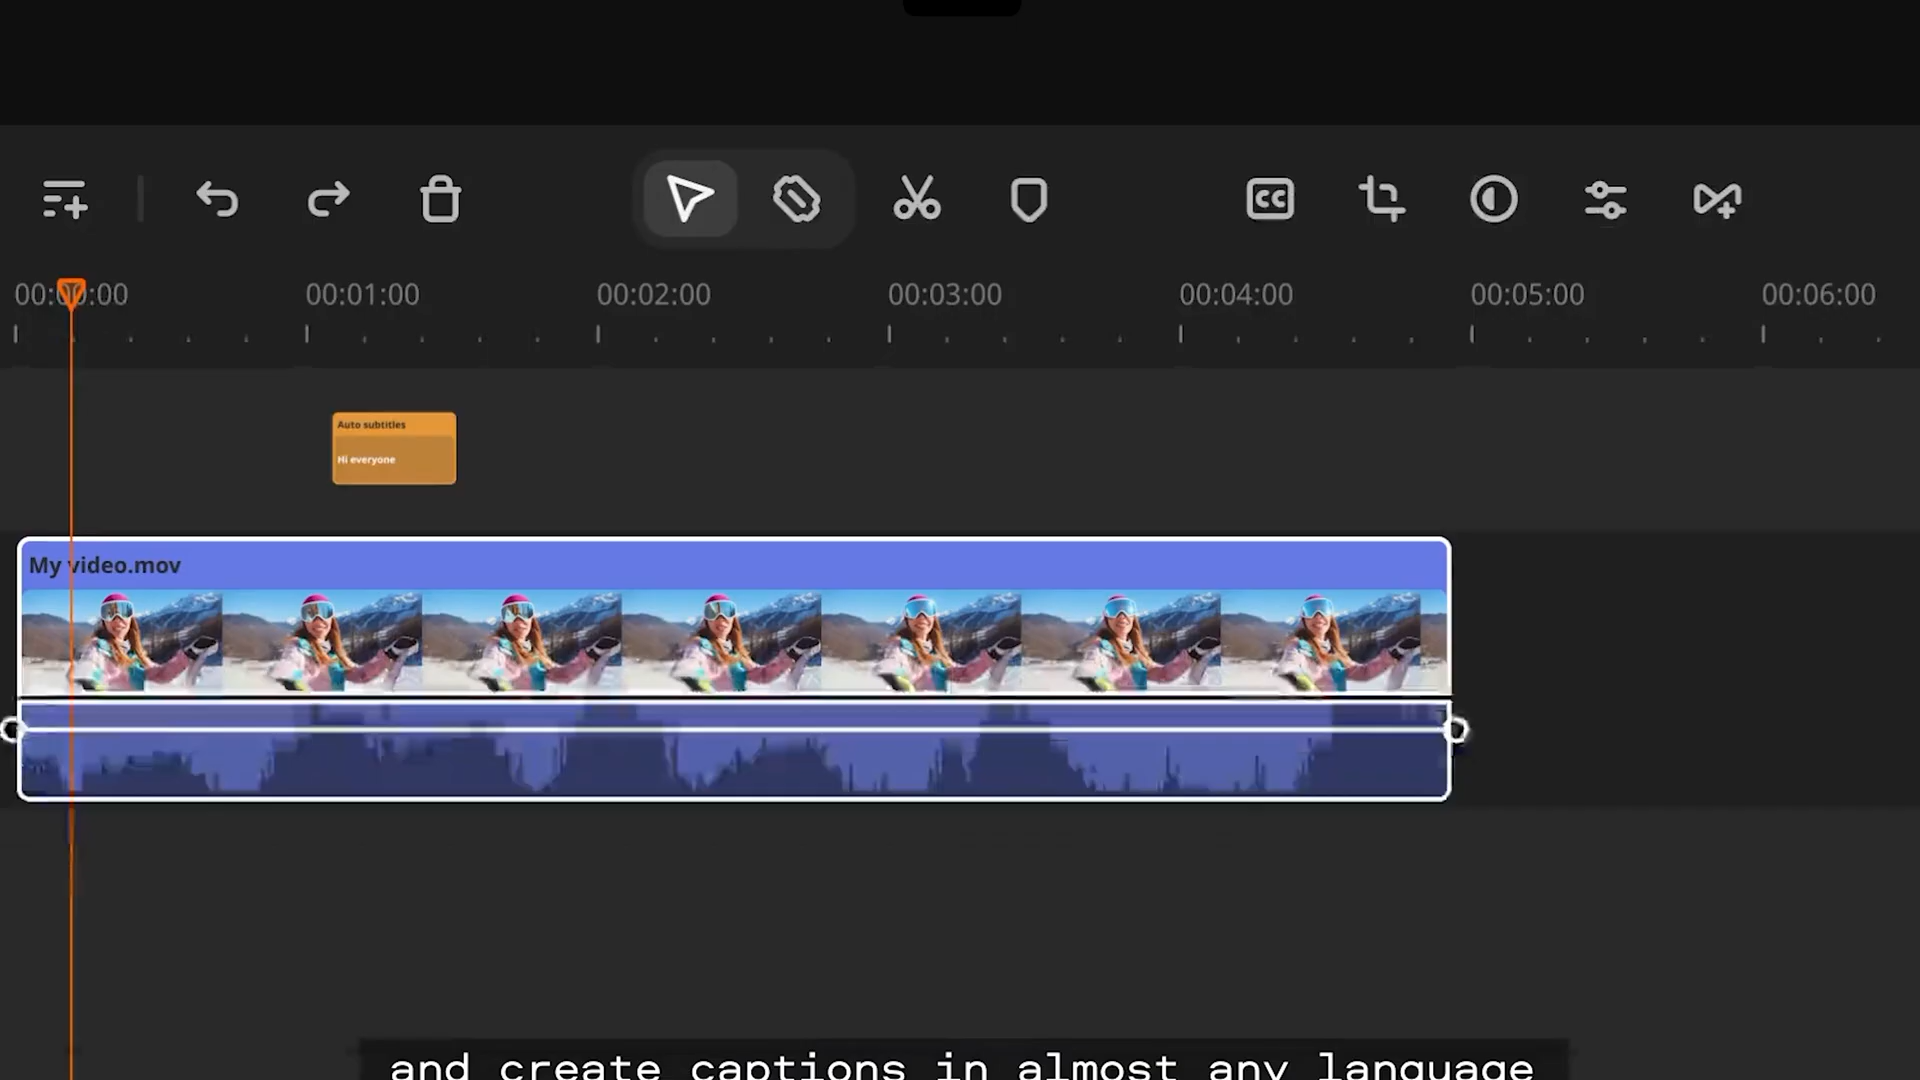 CC
00:00:00 00:01:00 00:02:00 00:03:00 00:04:00 00:05:00 00:06:00
Auto subtitles
Hi everyone
My video.mov
and create captions in almost any language